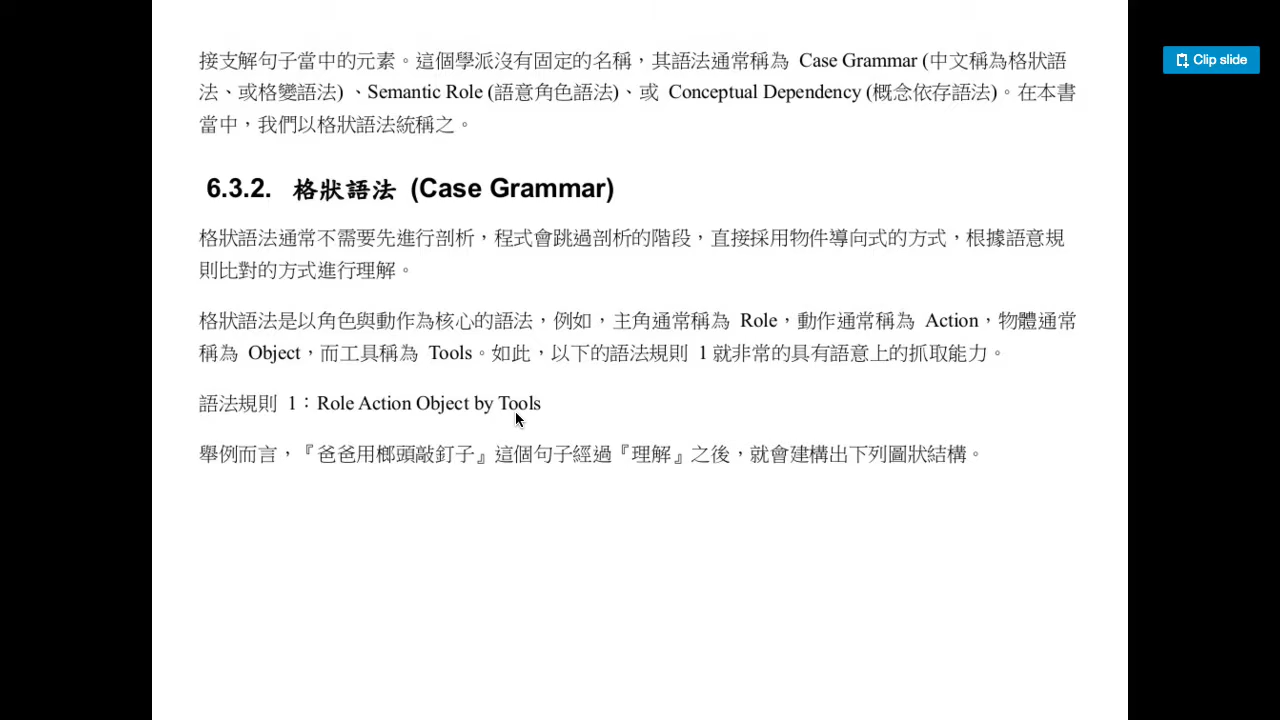 接支解句子當中的元素。這個學派沒有固定的名稱，其語法通常稱為 Case Grammar (中文稱為格狀語
法、或格變語法) 、Semantic Role (語意角色語法)、或 Conceptual Dependency (概念依存語法)。在本書
當中，我們以格狀語法統稱之。
6.3.2. 格狀語法 (Case Grammar)
格狀語法通常不需要先進行剖析，程式會跳過剖析的階段，直接採用物件導向式的方式，根據語意規
則比對的方式進行理解。
格狀語法是以角色與動作為核心的語法，例如，主角通常稱為 Role，動作通常稱為 Action，物體通常
稱為 Object，而工具稱為 Tools。如此，以下的語法規則 1 就非常的具有語意上的抓取能力。
語法規則 1：Role Action Object by Tools
舉例而言，『爸爸用榔頭敲釘子』這個句子經過『理解』之後，就會建構出下列圖狀結構。
Clip slide